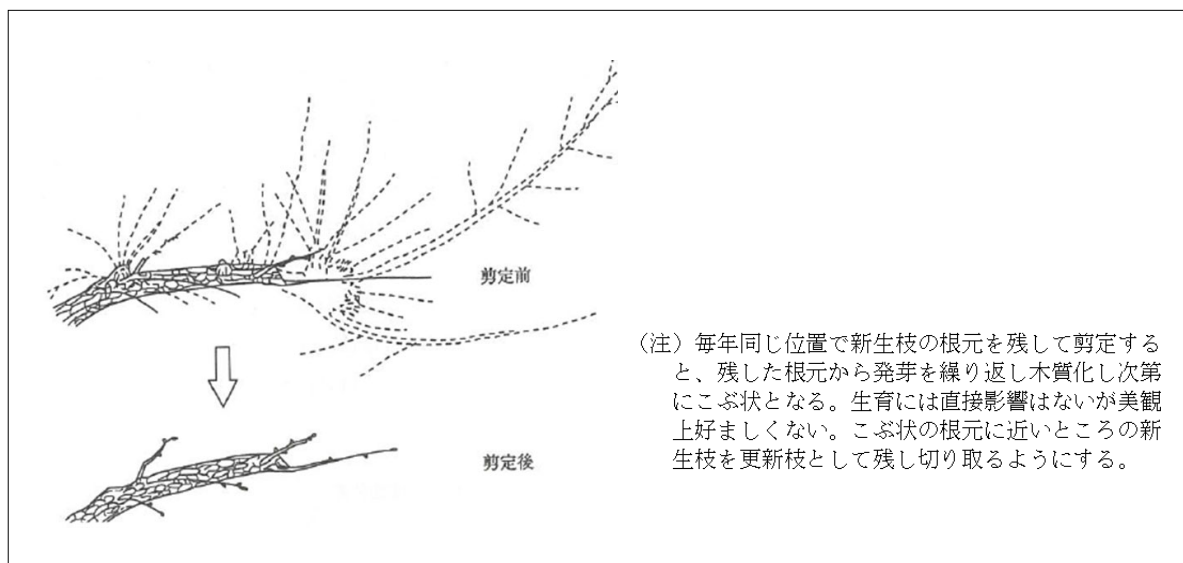 剪定前
(注)毎年同じ位置で新生枝の根元を残して剪定する
と、残した根元から発芽を繰り返し木質化し次第
にこぶ状となる。生育には直接影響はないが美観
上好ましくない。こぶ状の根元に近いところの新
生枝を更新枝として残し切り取るようにする。
剪定後